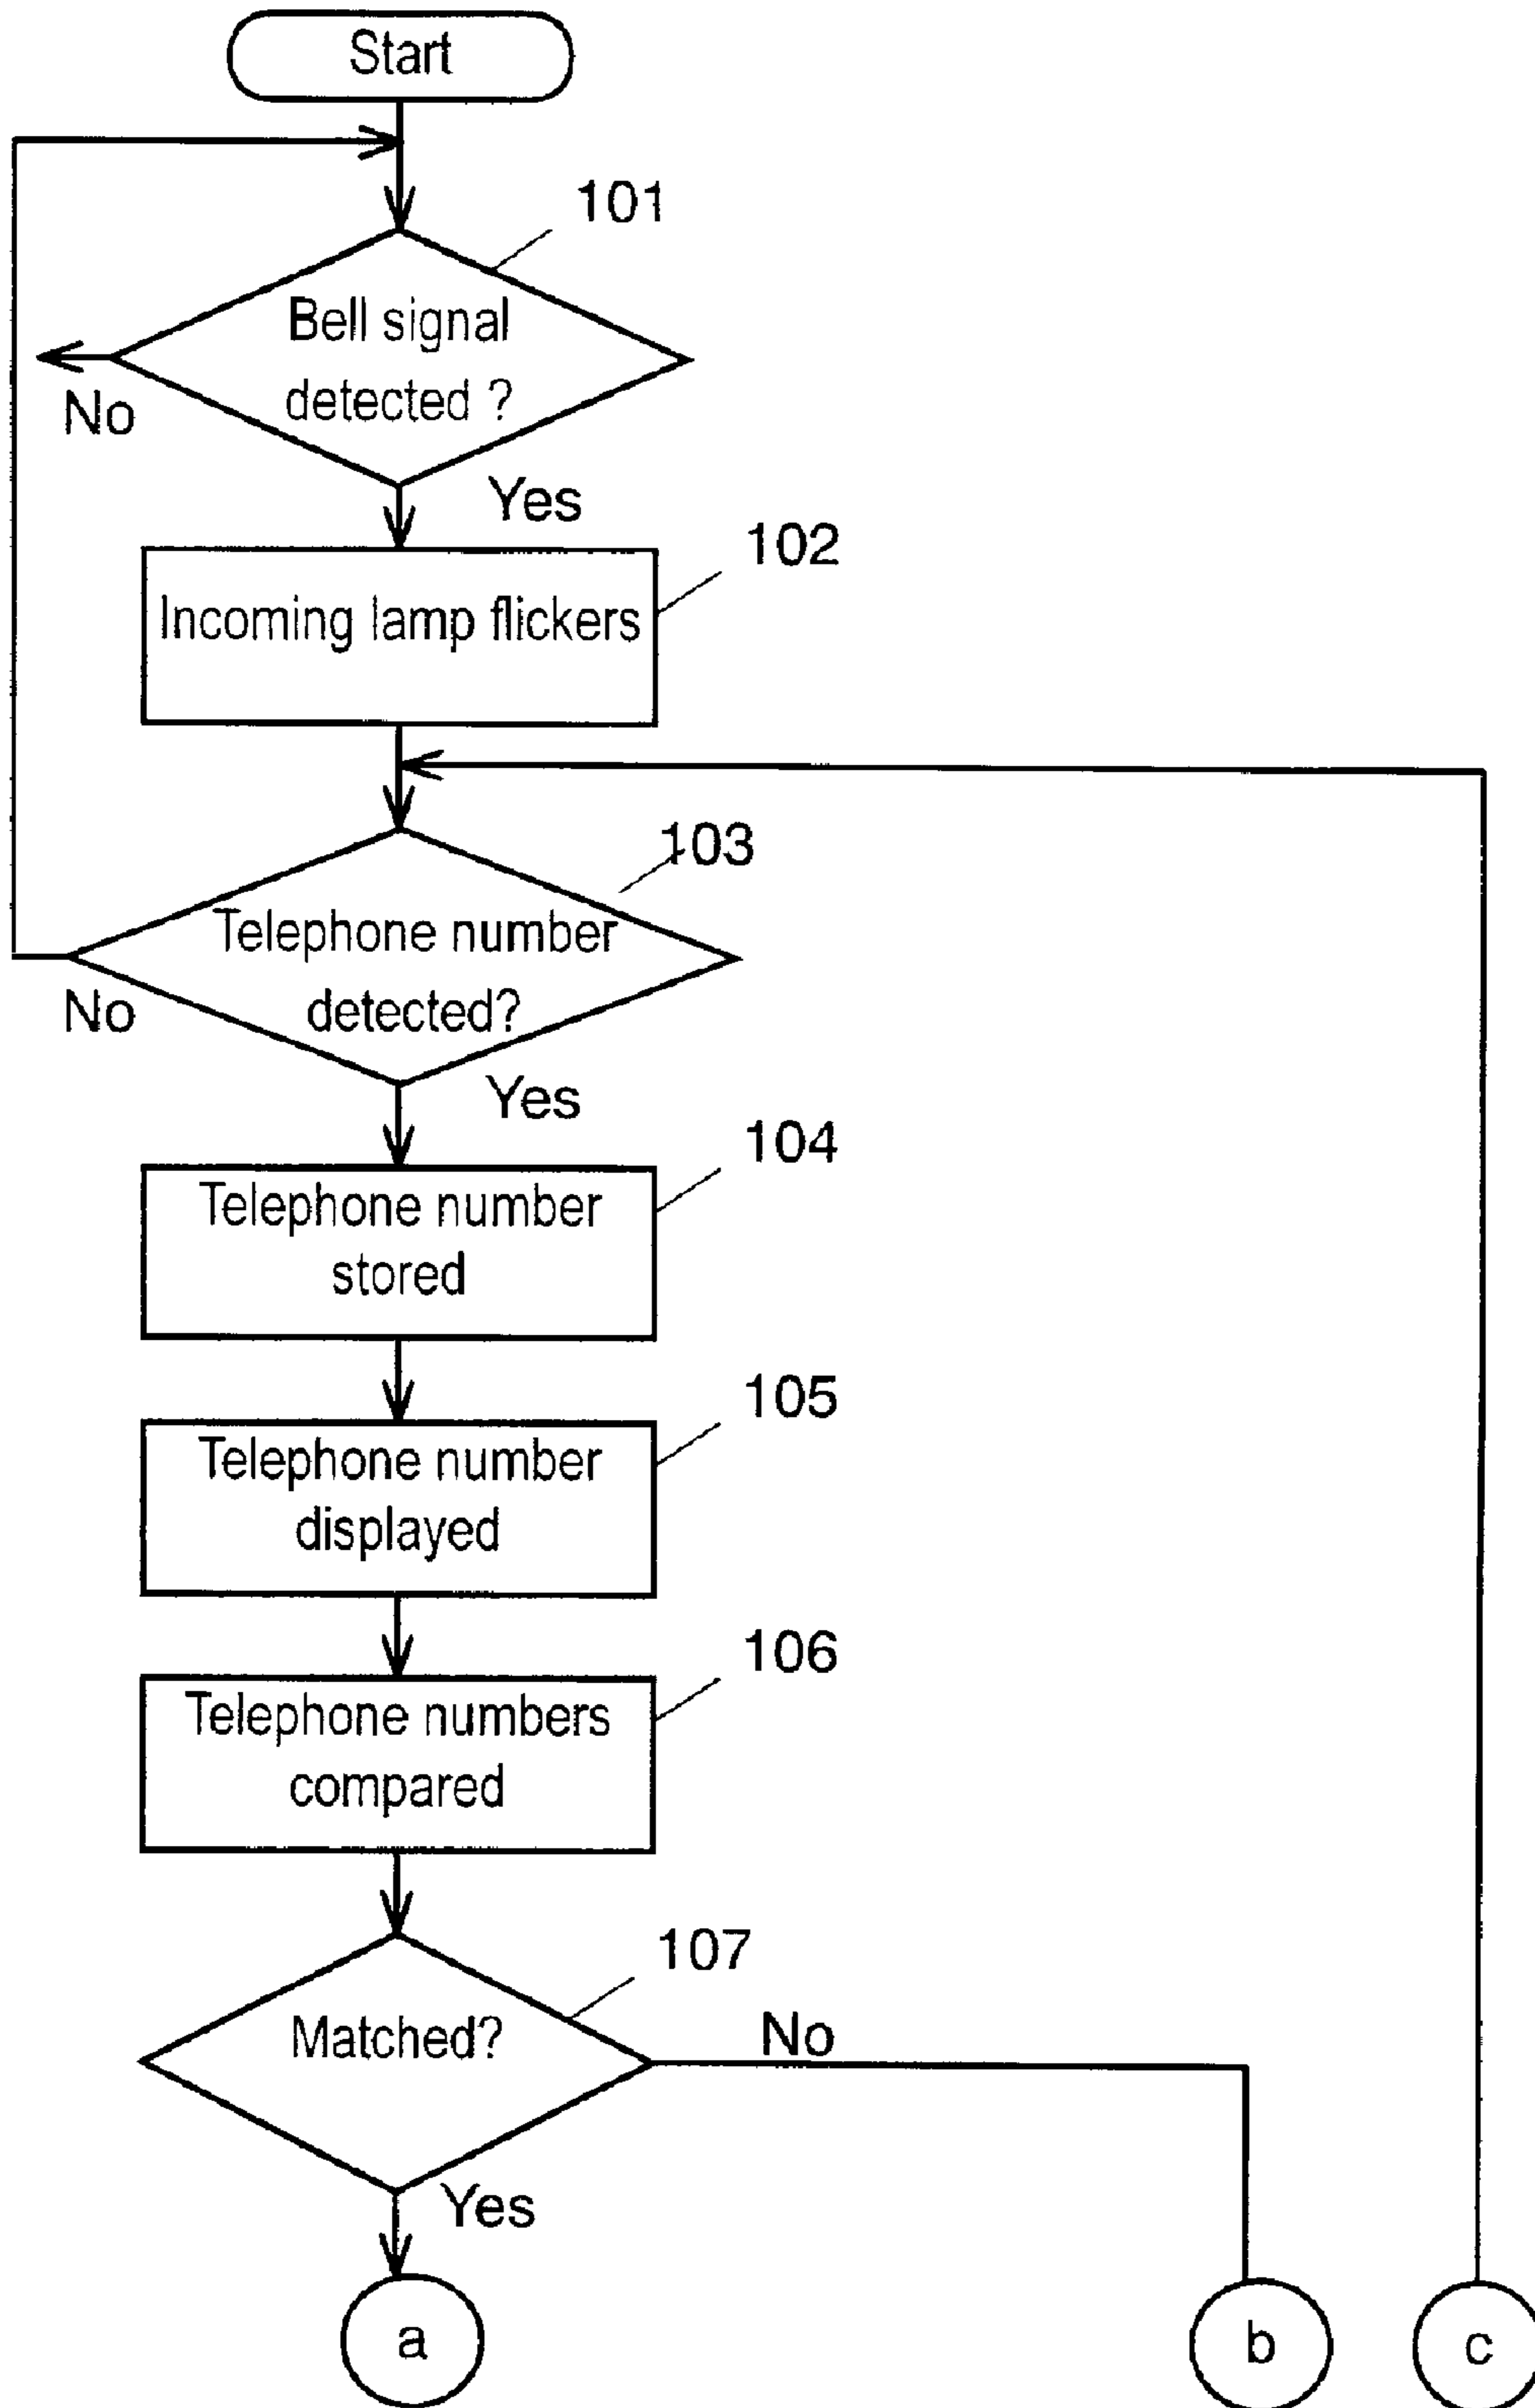 Start
101
Bell signal
detected ?
No
Yes
102
Incoming lamp flickers
103
Telephone number
detected?
No
Yes
104
Telephone number
stored
105
Telephone number
displayed
106
Telephone numbers
compared
107
Matched?
No
Yes
a
b
c